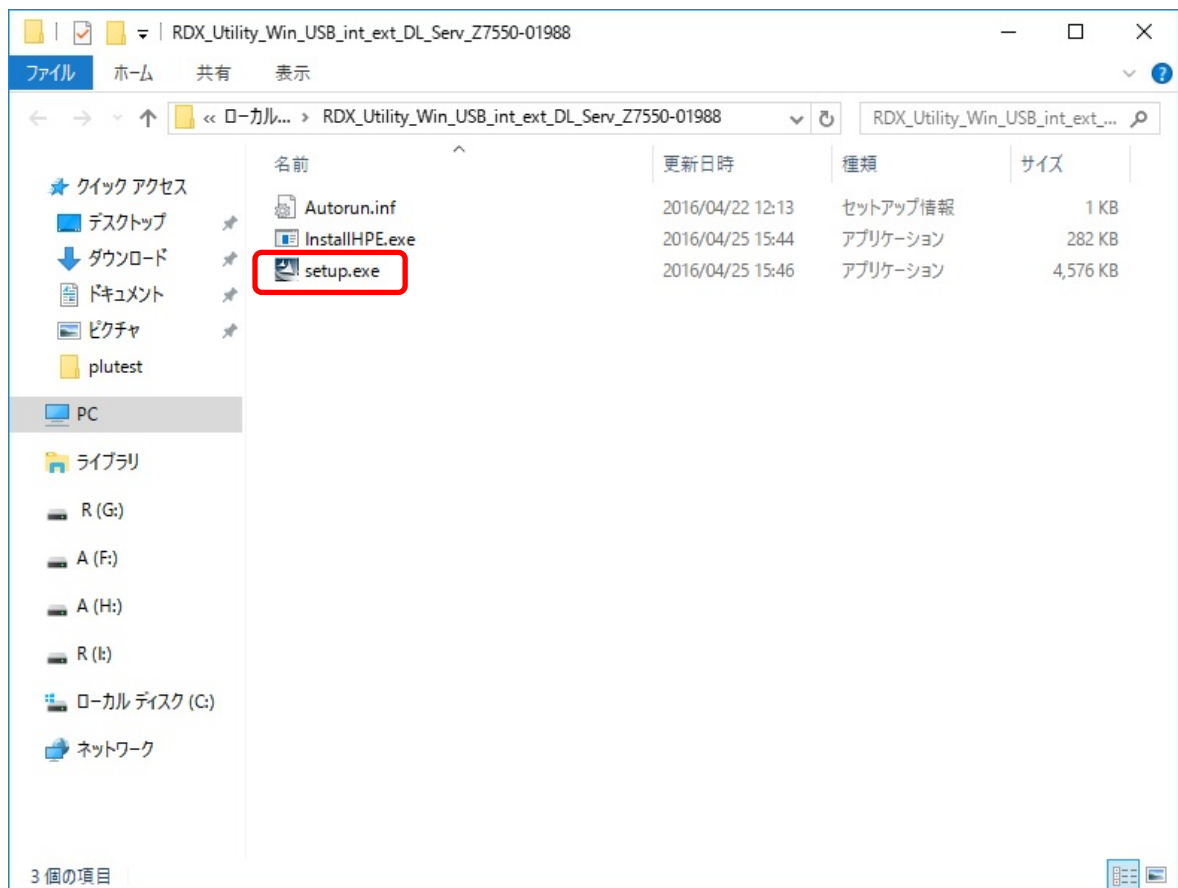 RDX_Utility_Win_USB_int_ext_DL_Serv_Z7550-01988
ファイル ホーム 共有 表示
« ローカル... › RDX_Utility_Win_USB_int_ext_DL_Serv_Z7550-01988 RDX_Utility_Win_USB_int_ext_...
名前 更新日時 種類 サイズ
クイック アクセス
デスクトップ
ダウンロード
ドキュメント
ピクチャ
plutest
PC
ライブラリ
R (G:)
A (F:)
A (H:)
R (I:)
ローカル ディスク (C:)
ネットワーク
Autorun.inf 2016/04/22 12:13 セットアップ情報 1 KB
InstallHPE.exe 2016/04/25 15:44 アプリケーション 282 KB
setup.exe 2016/04/25 15:46 アプリケーション 4,576 KB
3 個の項目